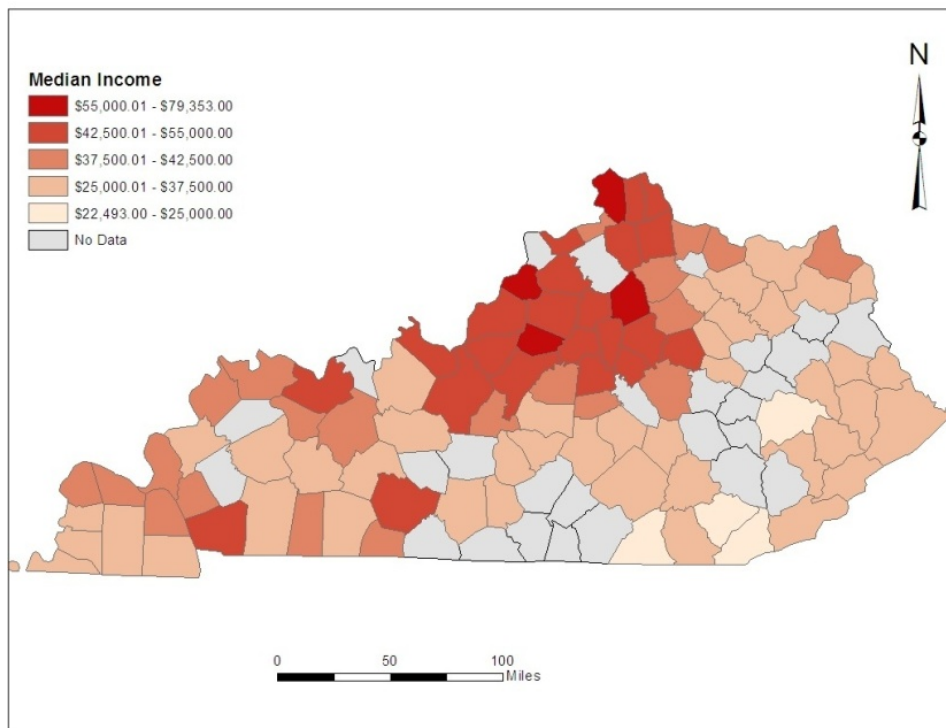 N
Median Income
$55,000.01 - $79,353.00
$42,500.01 - $55,000.00
$37,500.01 - $42,500.00
$25,000.01 - $37,500.00
$22,493.00 - $25,000.00
No Data
0 50 100
Miles